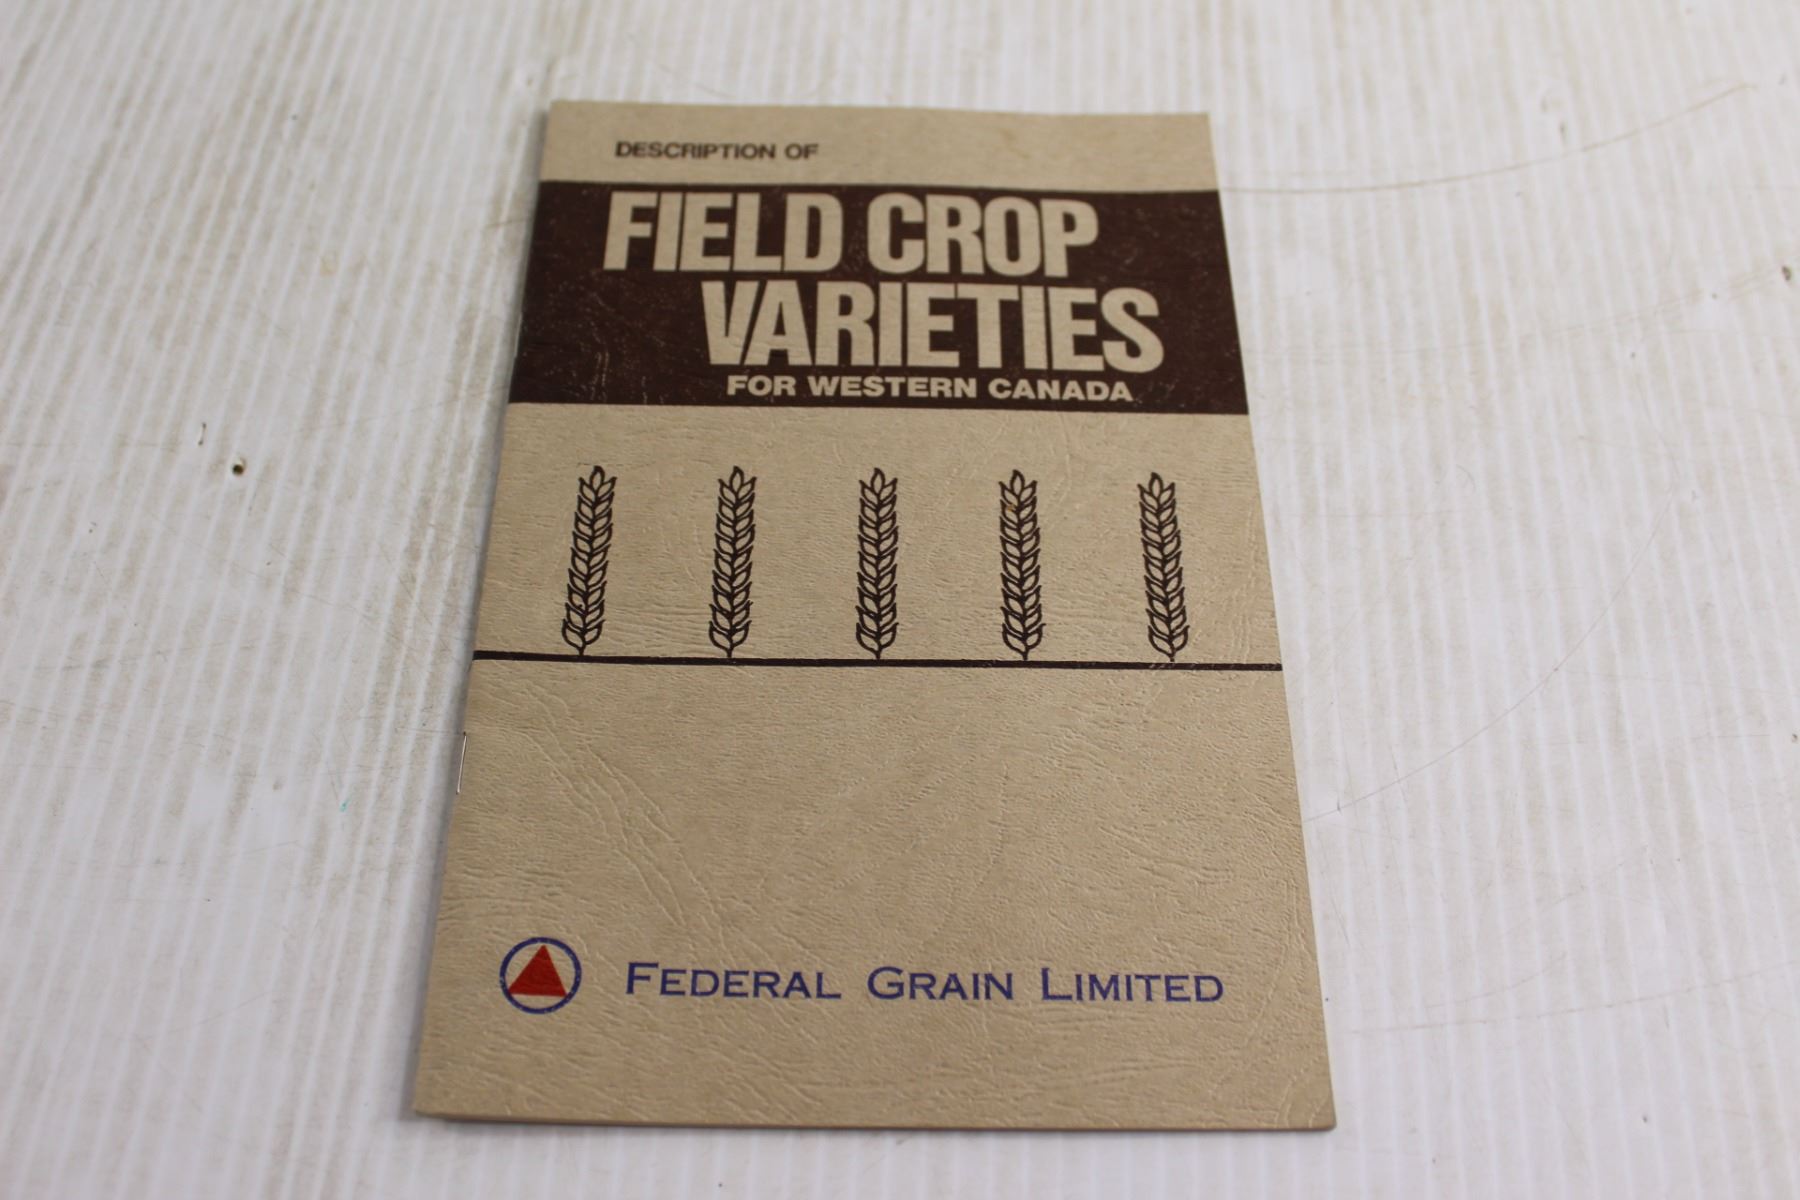 DESCRIPTION OF
FIELD CROP
VARIETIES
FOR WESTERN CANADA
FEDERAL GRAIN LIMITED